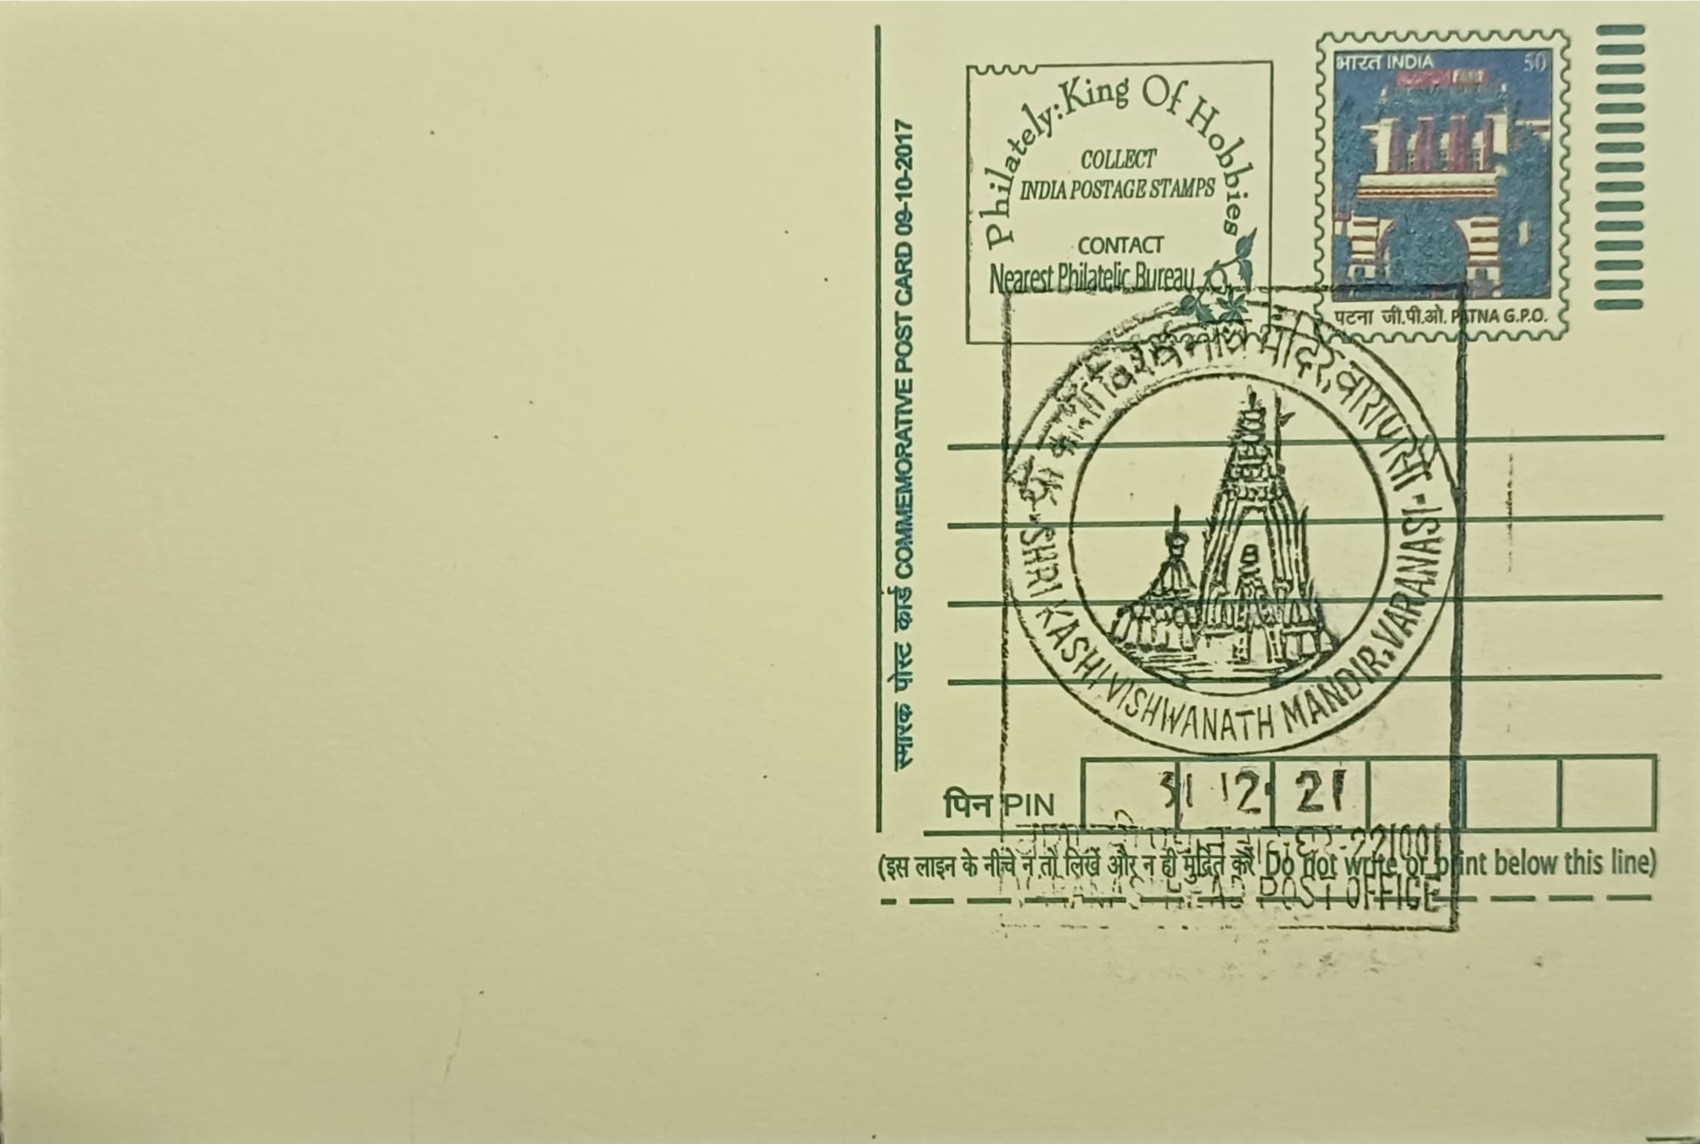 स्मारक पोस्ट कार्ड COMMEMORATIVE POST CARD 09-10-2017
Philately:King Of Hobbies
COLLECT
INDIA POSTAGE STAMPS
CONTACT
Nearest Philatelic Bureau
भारत INDIA 50
पटना जी.पी.ओ. PATNA G.P.O.
श्री काशी विश्वनाथ मंदिर, वाराणसी
SHRI KASHI VISHWANATH MANDIR, VARANASI
पिन PIN
31 12 21
-221001
HEAD POST OFFICE
(इस लाइन के नीचे न तो लिखें और न ही मुद्रित करें Do not write or print below this line)